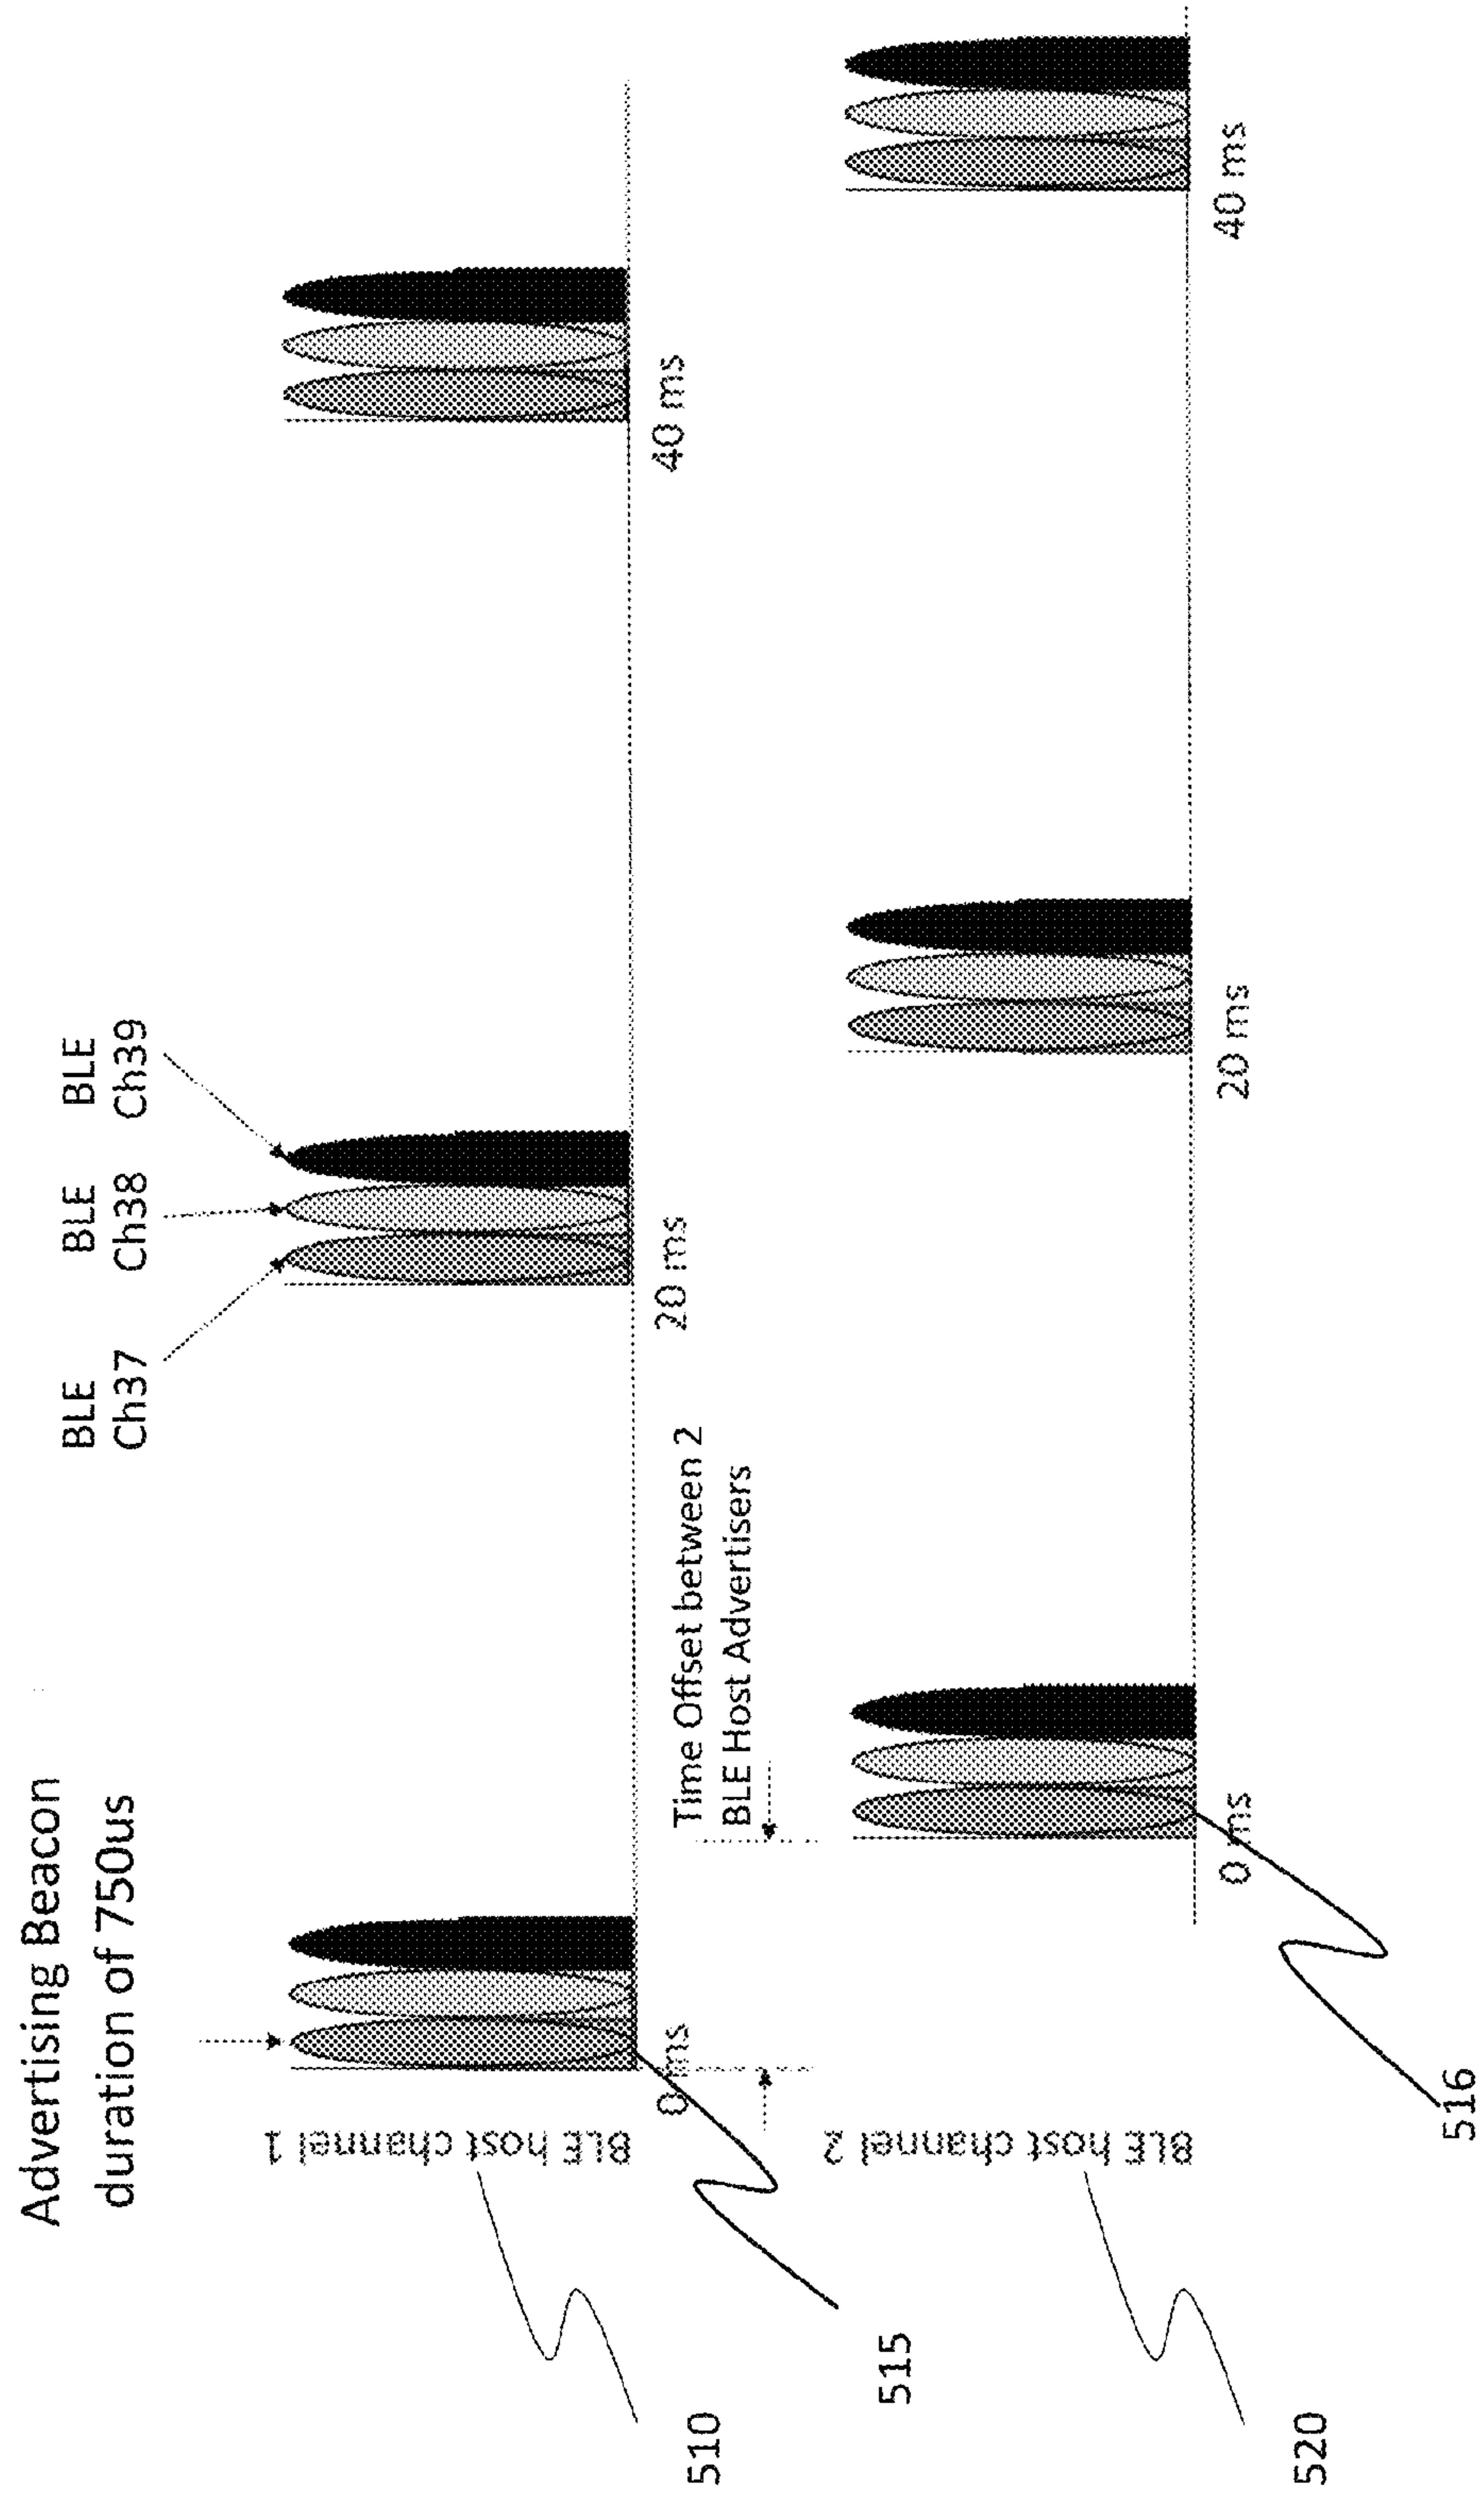 Advertising Beacon
duration of 750us
BLE BLE BLE
Ch37 Ch38 Ch39
BLE host channel 1
0 ms
20 ms
40 ms
510
515
Time Offset between 2
BLE Host Advertisers
BLE host channel 2
0 ms
20 ms
40 ms
520
516